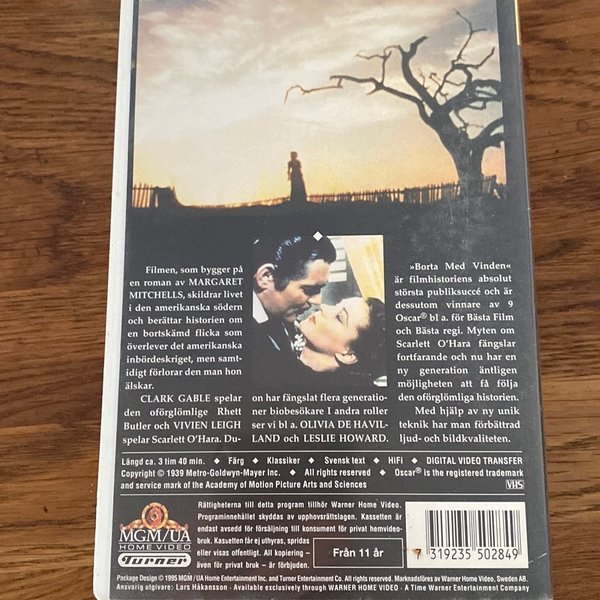 Filmen, som bygger på
en roman av MARGARET
MITCHELLS, skildrar livet
i den amerikanska södern
och berättar historien om
en bortskämd flicka som
överlever det amerikanska
inbördeskriget, men sam-
tidigt förlorar den man hon
älskar.
CLARK GABLE spelar
den oförglömlige Rhett
Butler och VIVIEN LEIGH
spelar Scarlett O'Hara. Du-
on har fängslat flera generatio-
ner biobesökare I andra roller
ser vi bl a. OLIVIA DE HAVIL-
LAND och LESLIE HOWARD.
»Borta Med Vinden«
är filmhistoriens absolut
största publiksuccé och är
dessutom vinnare av 9
Oscar® bl a. för Bästa Film
och Bästa regi. Myten om
Scarlett O'Hara fängslar
fortfarande och nu har en
ny generation äntligen
möjligheten att få följa
den oförglömliga historien.
Med hjälp av ny unik
teknik har man förbättrad
ljud- och bildkvaliteten.
Längd ca. 3 tim 40 min. • Färg • Klassiker • Svensk text • HiFi • DIGITAL VIDEO TRANSFER
Copyright © 1939 Metro-Goldwyn-Mayer Inc. • All rights reserved • Oscar® is the registered trademark
and service mark of the Academy of Motion Picture Arts and Sciences
VHS
MGM/UA
HOME VIDEO
Turner
Rättigheterna till detta program tillhör Warner Home Video.
Programinnehållet skyddas av upphovsrättslagen. Kassetten är
endast avsedd för försäljning till konsument för privat hemvideo-
bruk. Kassetten får ej uthyras, spridas
eller visas offentligt. All kopiering –
även för privat bruk – är förbjuden.
Från 11 år
7 319235 502849
Package Design © 1995 MGM/UA Home Entertainment Inc. and Turner Entertainment Co. All rights reserved. Marknadsföres av Warner Home Video, Sweden AB.
Ansvarig utgivare: Lars Håkansson • Available exclusively through WARNER HOME VIDEO • A Time Warner Entertainment Company